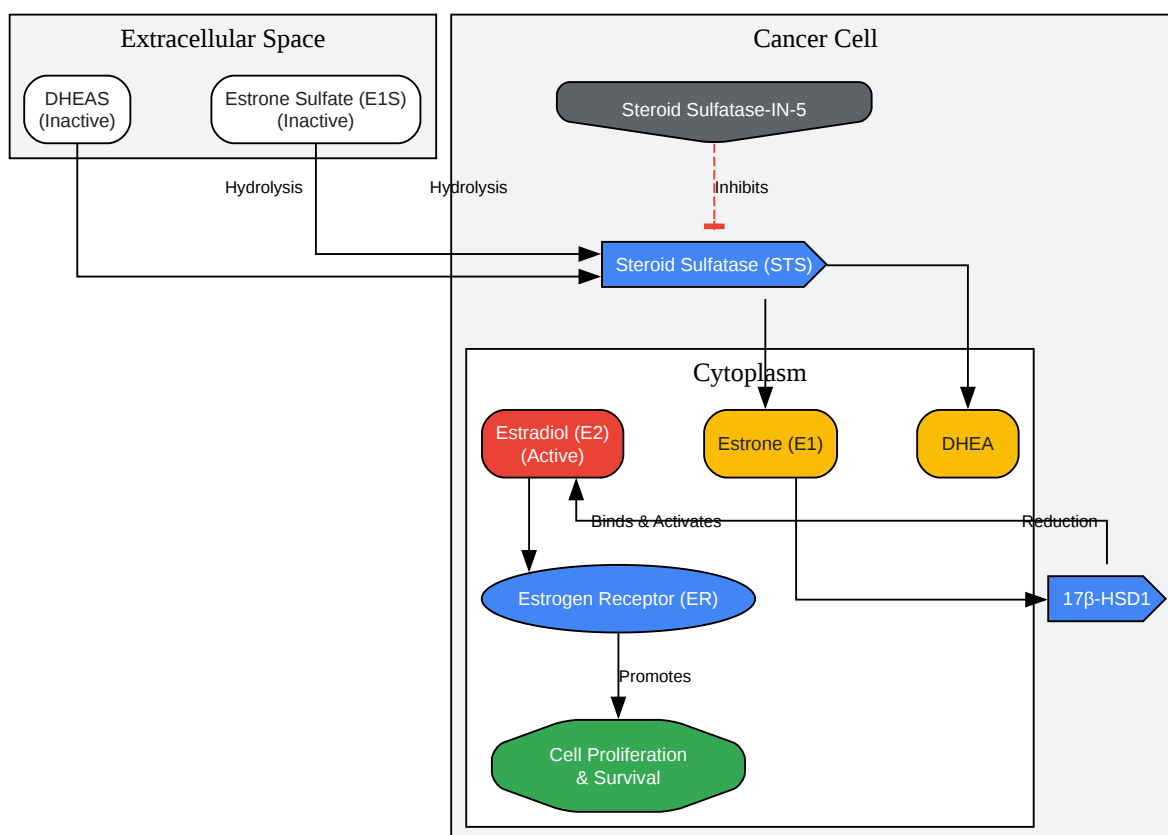 Extracellular Space
Cancer Cell
DHEAS
(Inactive)
Estrone Sulfate (E1S)
(Inactive)
Steroid Sulfatase-IN-5
Hydrolysis
Hydrolysis
Inhibits
Steroid Sulfatase (STS)
Cytoplasm
Estradiol (E2)
(Active)
Estrone (E1)
DHEA
Binds & Activates
Reduction
Estrogen Receptor (ER)
17β-HSD1
Promotes
Cell Proliferation
& Survival